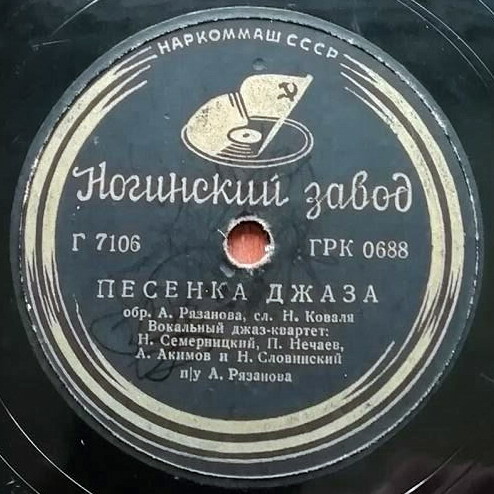 НАРКОММАШ СССР
Ногинский завод
Г 7106
ГРК 0688
ПЕСЕНКА ДЖАЗА
обр. А. Рязанова, сл. Н. Коваля
Вокальный джаз-квартет:
Н. Семерницкий, П. Нечаев,
А. Акимов и Н. Словинский
п/у А. Рязанова